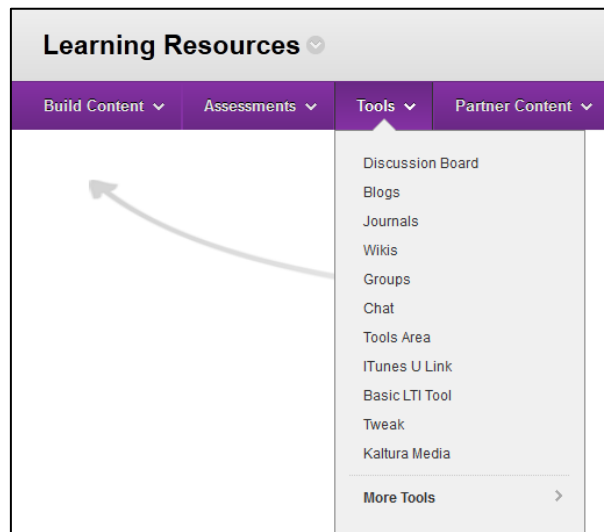 Learning Resources
Build Content Assessments Tools Partner Content
Discussion Board
Blogs
Journals
Wikis
Groups
Chat
Tools Area
ITunes U Link
Basic LTI Tool
Tweak
Kaltura Media
More Tools